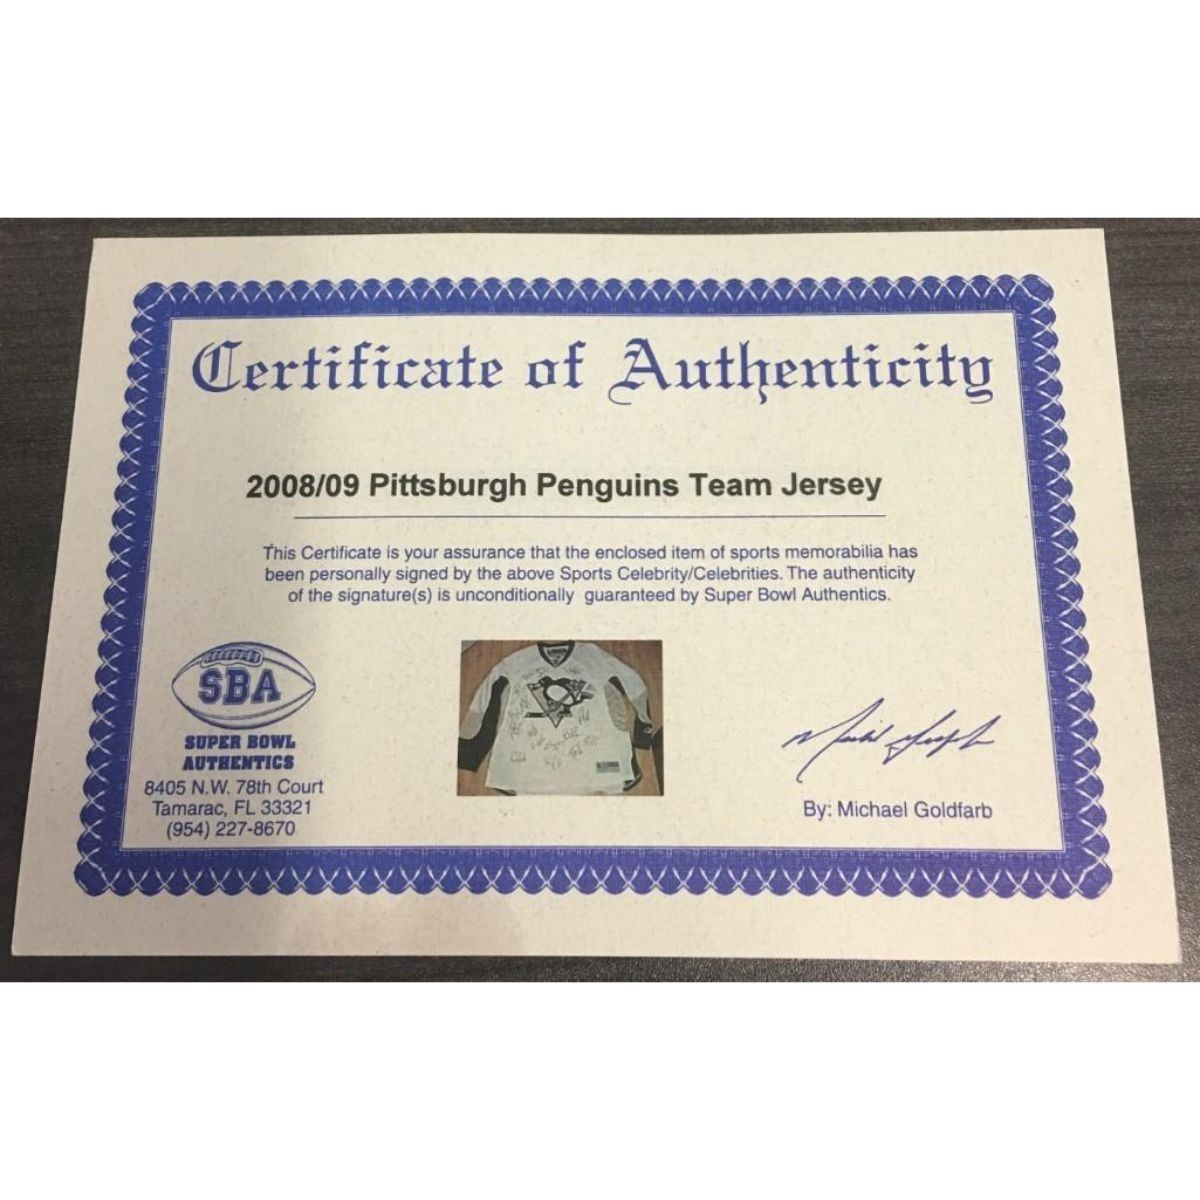 Certificate of Authenticity
2008/09 Pittsburgh Penguins Team Jersey
This Certificate is your assurance that the enclosed item of sports memorabilia has
been personally signed by the above Sports Celebrity/Celebrities. The authenticity
of the signature(s) is unconditionally guaranteed by Super Bowl Authentics.
SBA
SUPER BOWL
AUTHENTICS
8405 N.W. 78th Court
Tamarac, FL 33321
(954) 227-8670
By: Michael Goldfarb